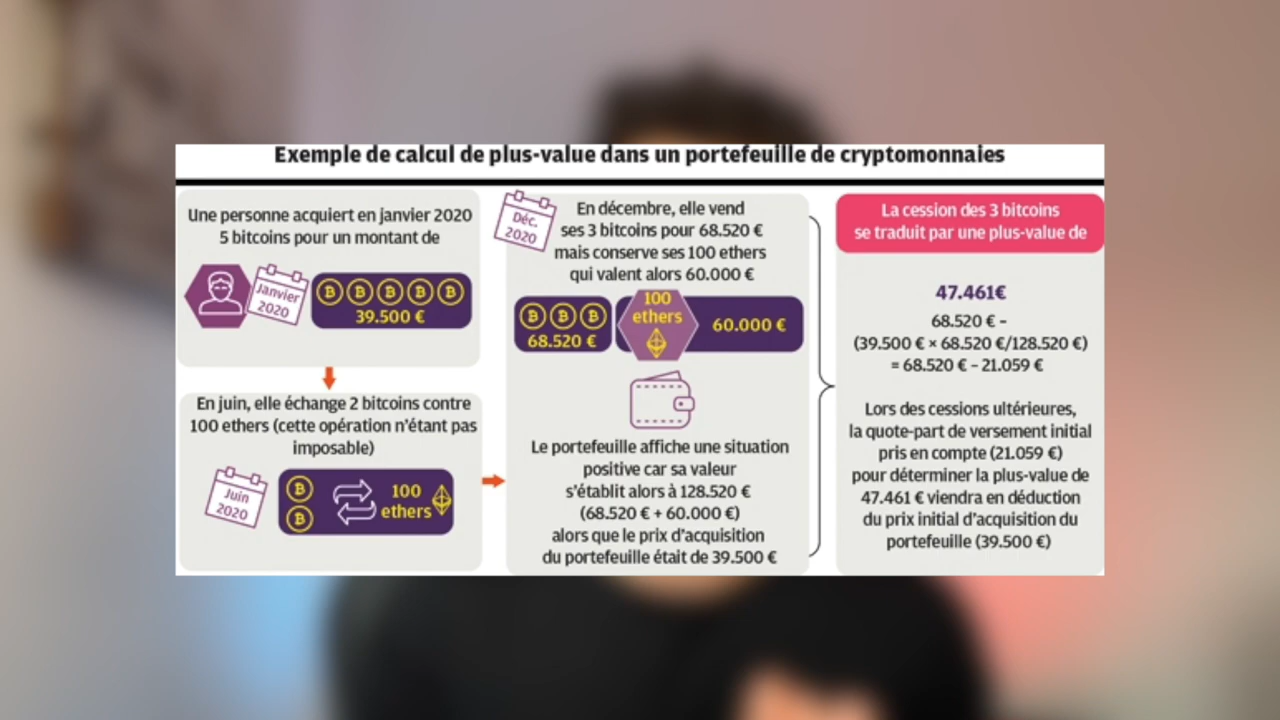 Exemple de calcul de plus-value dans un portefeuille de cryptomonnaies
Une personne acquiert en janvier 2020
5 bitcoins pour un montant de
Janvier
2020
39.500 €
En juin, elle échange 2 bitcoins contre
100 ethers (cette opération n'étant pas
imposable)
Juin
2020
100
ethers
Déc.
2020
En décembre, elle vend
ses 3 bitcoins pour 68.520 €
mais conserve ses 100 ethers
qui valent alors 60.000 €
68.520 €
100
ethers
60.000 €
Le portefeuille affiche une situation
positive car sa valeur
s'établit alors à 128.520 €
(68.520 € + 60.000 €)
alors que le prix d'acquisition
du portefeuille était de 39.500 €
La cession des 3 bitcoins
se traduit par une plus-value de
47.461€
68.520 € –
(39.500 € × 68.520 €/128.520 €)
= 68.520 € – 21.059 €
Lors des cessions ultérieures,
la quote-part de versement initial
pris en compte (21.059 €)
pour déterminer la plus-value de
47.461 € viendra en déduction
du prix initial d'acquisition du
portefeuille (39.500 €)